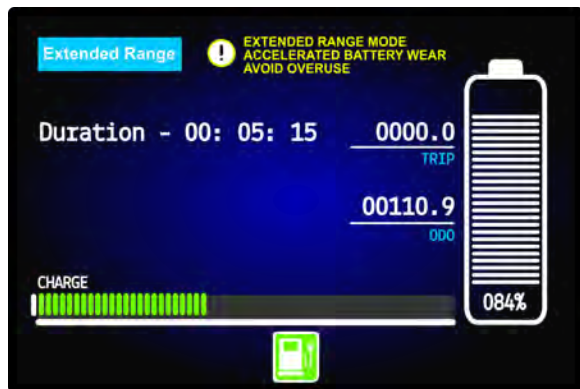 Extended Range
EXTENDED RANGE MODE
ACCELERATED BATTERY WEAR
AVOID OVERUSE
Duration - 00: 05: 15
0000.0
TRIP
00110.9
ODO
CHARGE
084%